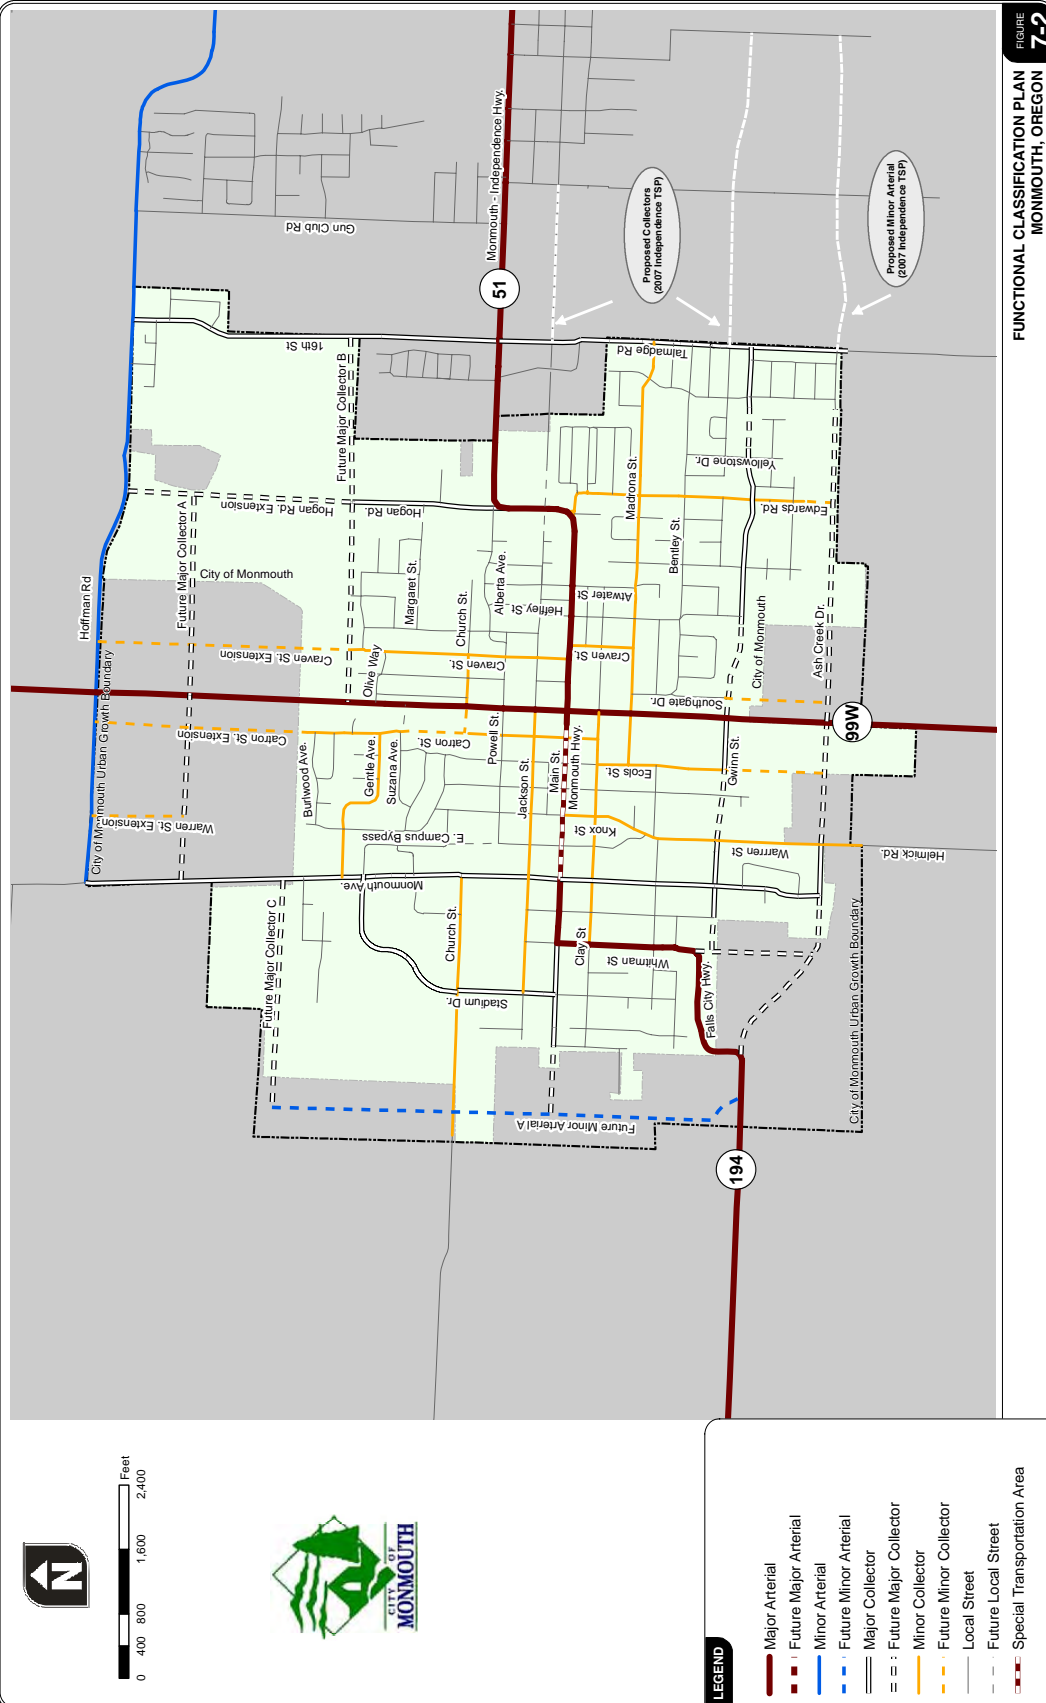 FIGURE
7-2
FUNCTIONAL CLASSIFICATION PLAN
MONMOUTH, OREGON
Hoffman Rd
City of Monmouth Urban Growth Boundary
Gun Club Rd
Monmouth - Independence Hwy.
51
Proposed Collectors
(2007 Independence TSP)
Proposed Minor Arterial
(2007 Independence TSP)
16th St
Talmadge Rd
Future Major Collector B
Hogan Rd. Extension
Hogan Rd.
Future Major Collector A
City of Monmouth
Madrona St.
Yellowstone Dr.
Edwards Rd.
Bentley St.
Margaret St.
Alberta Ave.
Church St.
Heffley St.
Atwater St
City of Monmouth
Ash Creek Dr.
Craven St. Extension
Olive Way
Craven St.
Craven St.
Southgate Dr.
99W
Catron St. Extension
Catron St.
Powell St.
Burlwood Ave.
Gentle Ave.
Suzana Ave.
Jackson St.
Main St.
Monmouth Hwy.
Ecols St.
Gwinn St.
Warren St. Extension
E. Campus Bypass
Knox St
Warrren St
Helmick Rd.
Monmouth Ave.
Church St.
Clay St
Whitman St
Falls City Hwy.
Stadium Dr.
Future Major Collector C
City of Monmouth Urban Growth Boundary
Future Minor Arterial A
194
N
Feet
0 400 800 1,600 2,400
CITY OF
MONMOUTH
LEGEND
Major Arterial
Future Major Arterial
Minor Arterial
Future Minor Arterial
Major Collector
Future Major Collector
Minor Collector
Future Minor Collector
Local Street
Future Local Street
Special Transportation Area